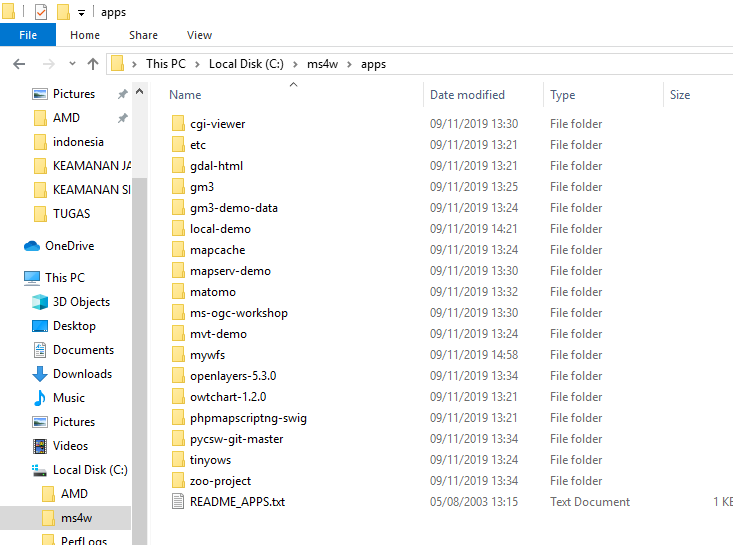 apps
File Home Share View
This PC Local Disk (C:) ms4w apps
Name Date modified Type Size
Pictures
AMD
indonesia
KEAMANAN JA
KEAMANAN SI
TUGAS
OneDrive
This PC
3D Objects
Desktop
Documents
Downloads
Music
Pictures
Videos
Local Disk (C:)
AMD
ms4w
PerfLogs
cgi-viewer 09/11/2019 13:30 File folder
etc 09/11/2019 13:21 File folder
gdal-html 09/11/2019 13:21 File folder
gm3 09/11/2019 13:25 File folder
gm3-demo-data 09/11/2019 13:24 File folder
local-demo 09/11/2019 14:21 File folder
mapcache 09/11/2019 13:24 File folder
mapserv-demo 09/11/2019 13:30 File folder
matomo 09/11/2019 13:32 File folder
ms-ogc-workshop 09/11/2019 13:30 File folder
mvt-demo 09/11/2019 13:24 File folder
mywfs 09/11/2019 14:58 File folder
openlayers-5.3.0 09/11/2019 13:34 File folder
owtchart-1.2.0 09/11/2019 13:21 File folder
phpmapscriptng-swig 09/11/2019 13:21 File folder
pycsw-git-master 09/11/2019 13:34 File folder
tinyows 09/11/2019 13:24 File folder
zoo-project 09/11/2019 13:34 File folder
README_APPS.txt 05/08/2003 13:15 Text Document 1 KB